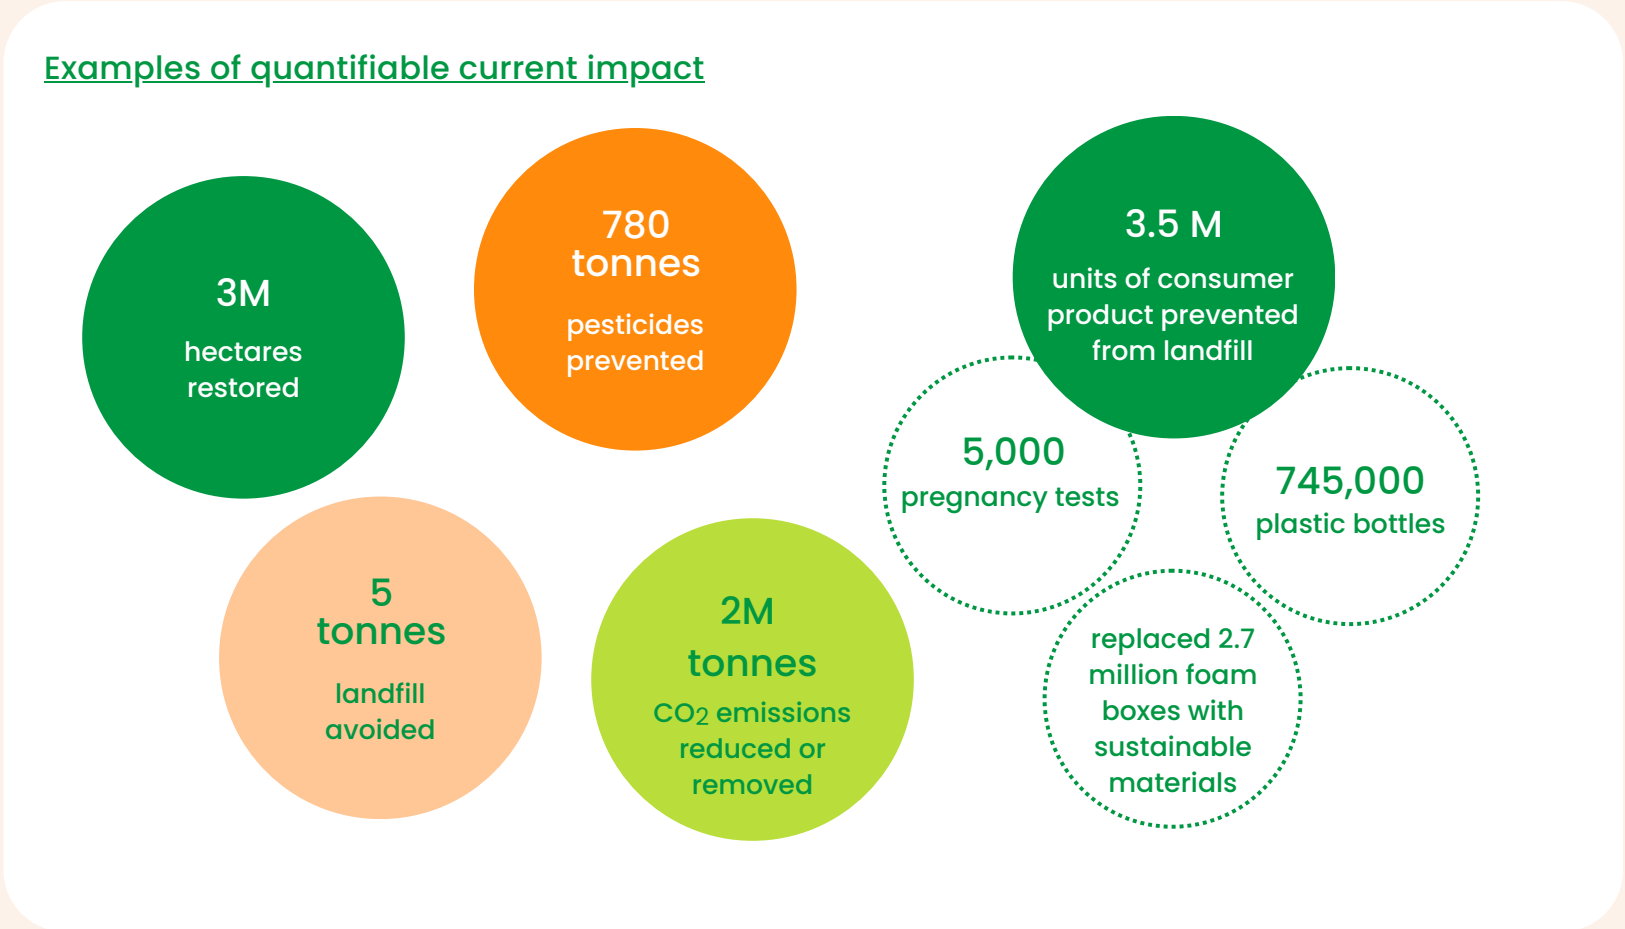 Examples of quantifiable current impact
3M
hectares
restored
780
tonnes
pesticides
prevented
3.5 M
units of consumer
product prevented
from landfill
5,000
pregnancy tests
745,000
plastic bottles
5
tonnes
landfill
avoided
2M
tonnes
CO2 emissions
reduced or
removed
replaced 2.7
million foam
boxes with
sustainable
materials